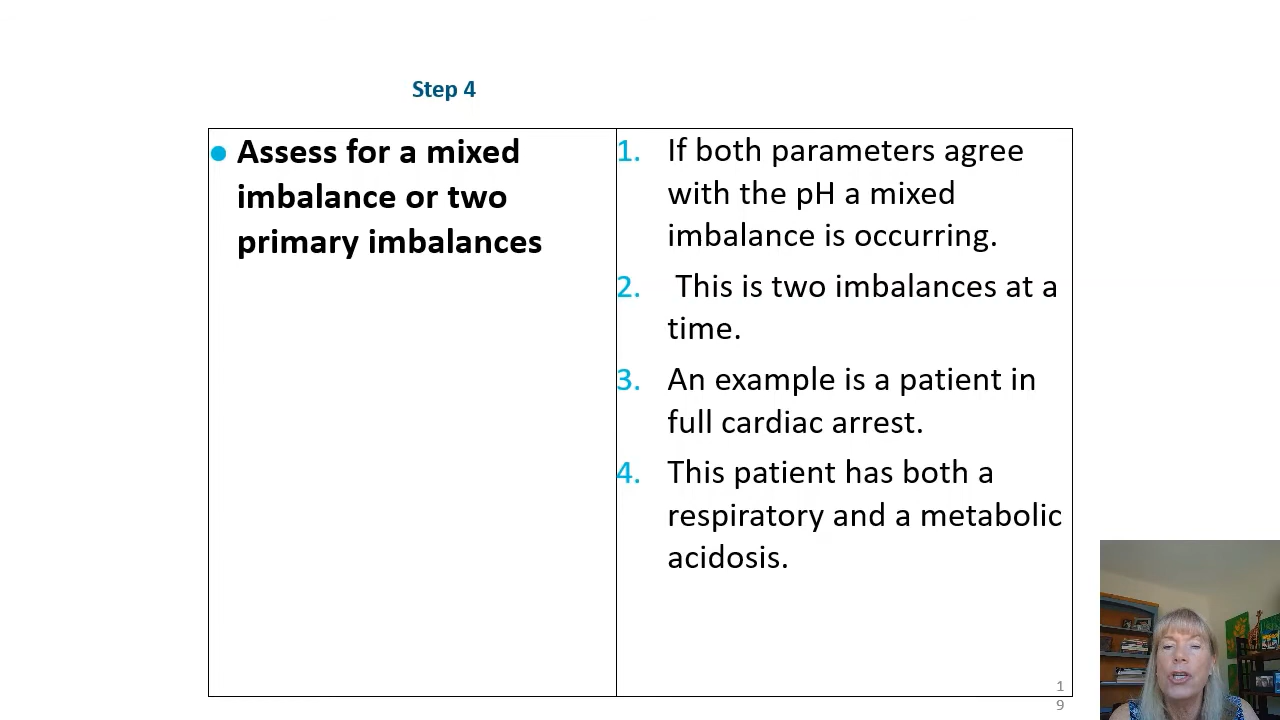 Step 4
Assess for a mixed
imbalance or two
primary imbalances
1. If both parameters agree
with the pH a mixed
imbalance is occurring.
2. This is two imbalances at a
time.
3. An example is a patient in
full cardiac arrest.
4. This patient has both a
respiratory and a metabolic
acidosis.
1
9